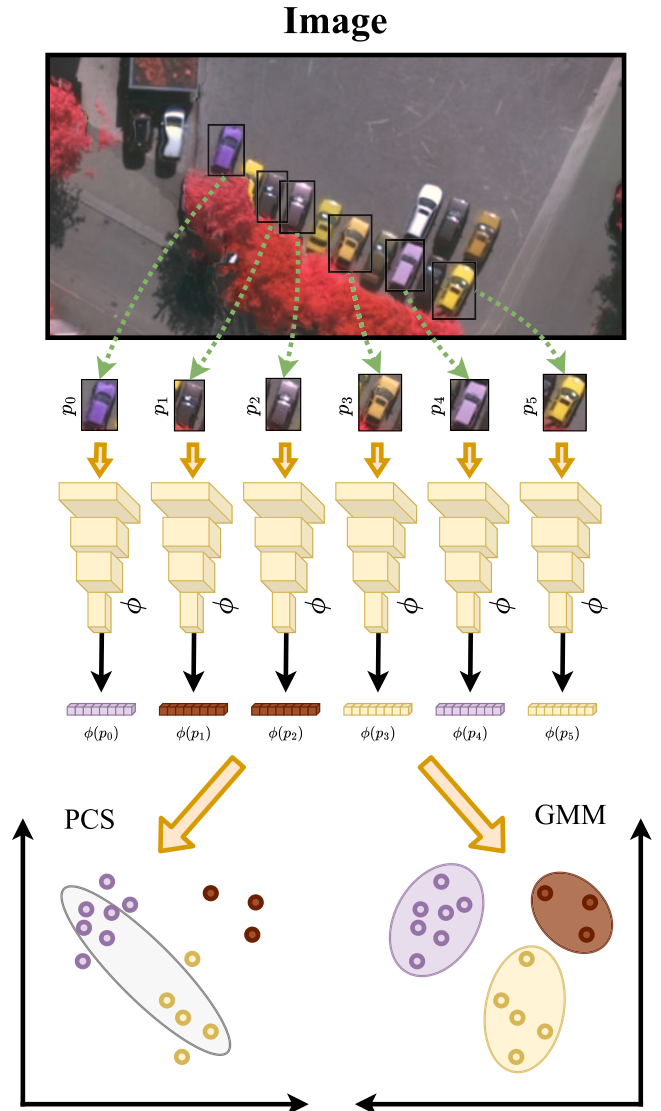 Image
p₀ p₁ p₂ p₃ p₄ p₅
ϕ ϕ ϕ ϕ ϕ ϕ
ϕ(p₀) ϕ(p₁) ϕ(p₂) ϕ(p₃) ϕ(p₄) ϕ(p₅)
PCS GMM